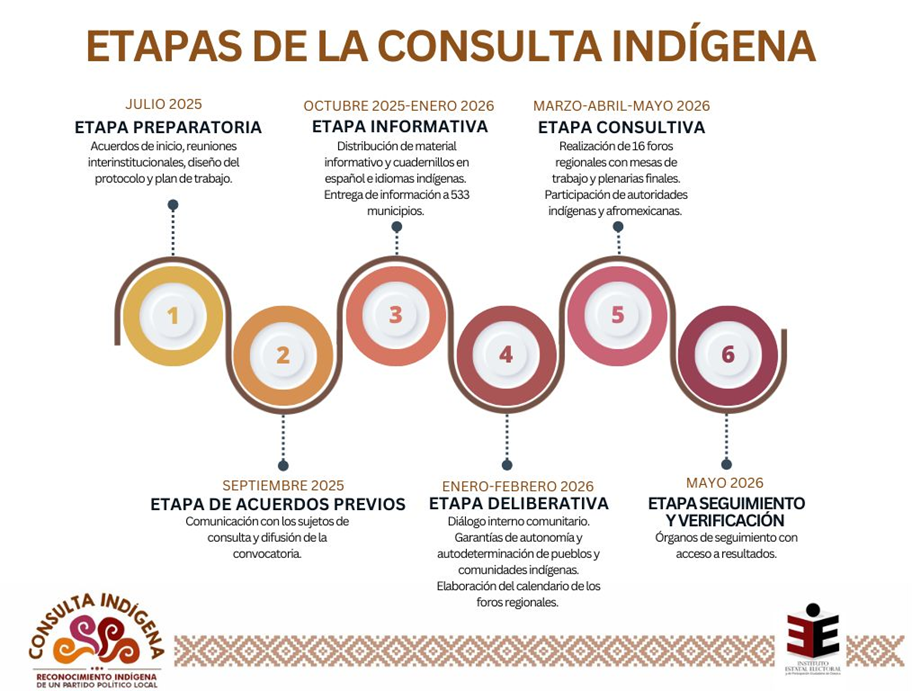 ETAPAS DE LA CONSULTA INDÍGENA
JULIO 2025
ETAPA PREPARATORIA
Acuerdos de inicio, reuniones
interinstitucionales, diseño del
protocolo y plan de trabajo.
OCTUBRE 2025-ENERO 2026
ETAPA INFORMATIVA
Distribución de material
informativo y cuadernillos en
español e idiomas indígenas.
Entrega de información a 533
municipios.
MARZO-ABRIL-MAYO 2026
ETAPA CONSULTIVA
Realización de 16 foros
regionales con mesas de
trabajo y plenarias finales.
Participación de autoridades
indígenas y afromexicanas.
1
2
3
4
5
6
SEPTIEMBRE 2025
ETAPA DE ACUERDOS PREVIOS
Comunicación con los sujetos de
consulta y difusión de la
convocatoria.
ENERO-FEBRERO 2026
ETAPA DELIBERATIVA
Diálogo interno comunitario.
Garantías de autonomía y
autodeterminación de pueblos y
comunidades indígenas.
Elaboración del calendario de los
foros regionales.
MAYO 2026
ETAPA SEGUIMIENTO
Y VERIFICACIÓN
Órganos de seguimiento con
acceso a resultados.
CONSULTA INDÍGENA
RECONOCIMIENTO INDÍGENA
DE UN PARTIDO POLÍTICO LOCAL
INSTITUTO
ESTATAL ELECTORAL